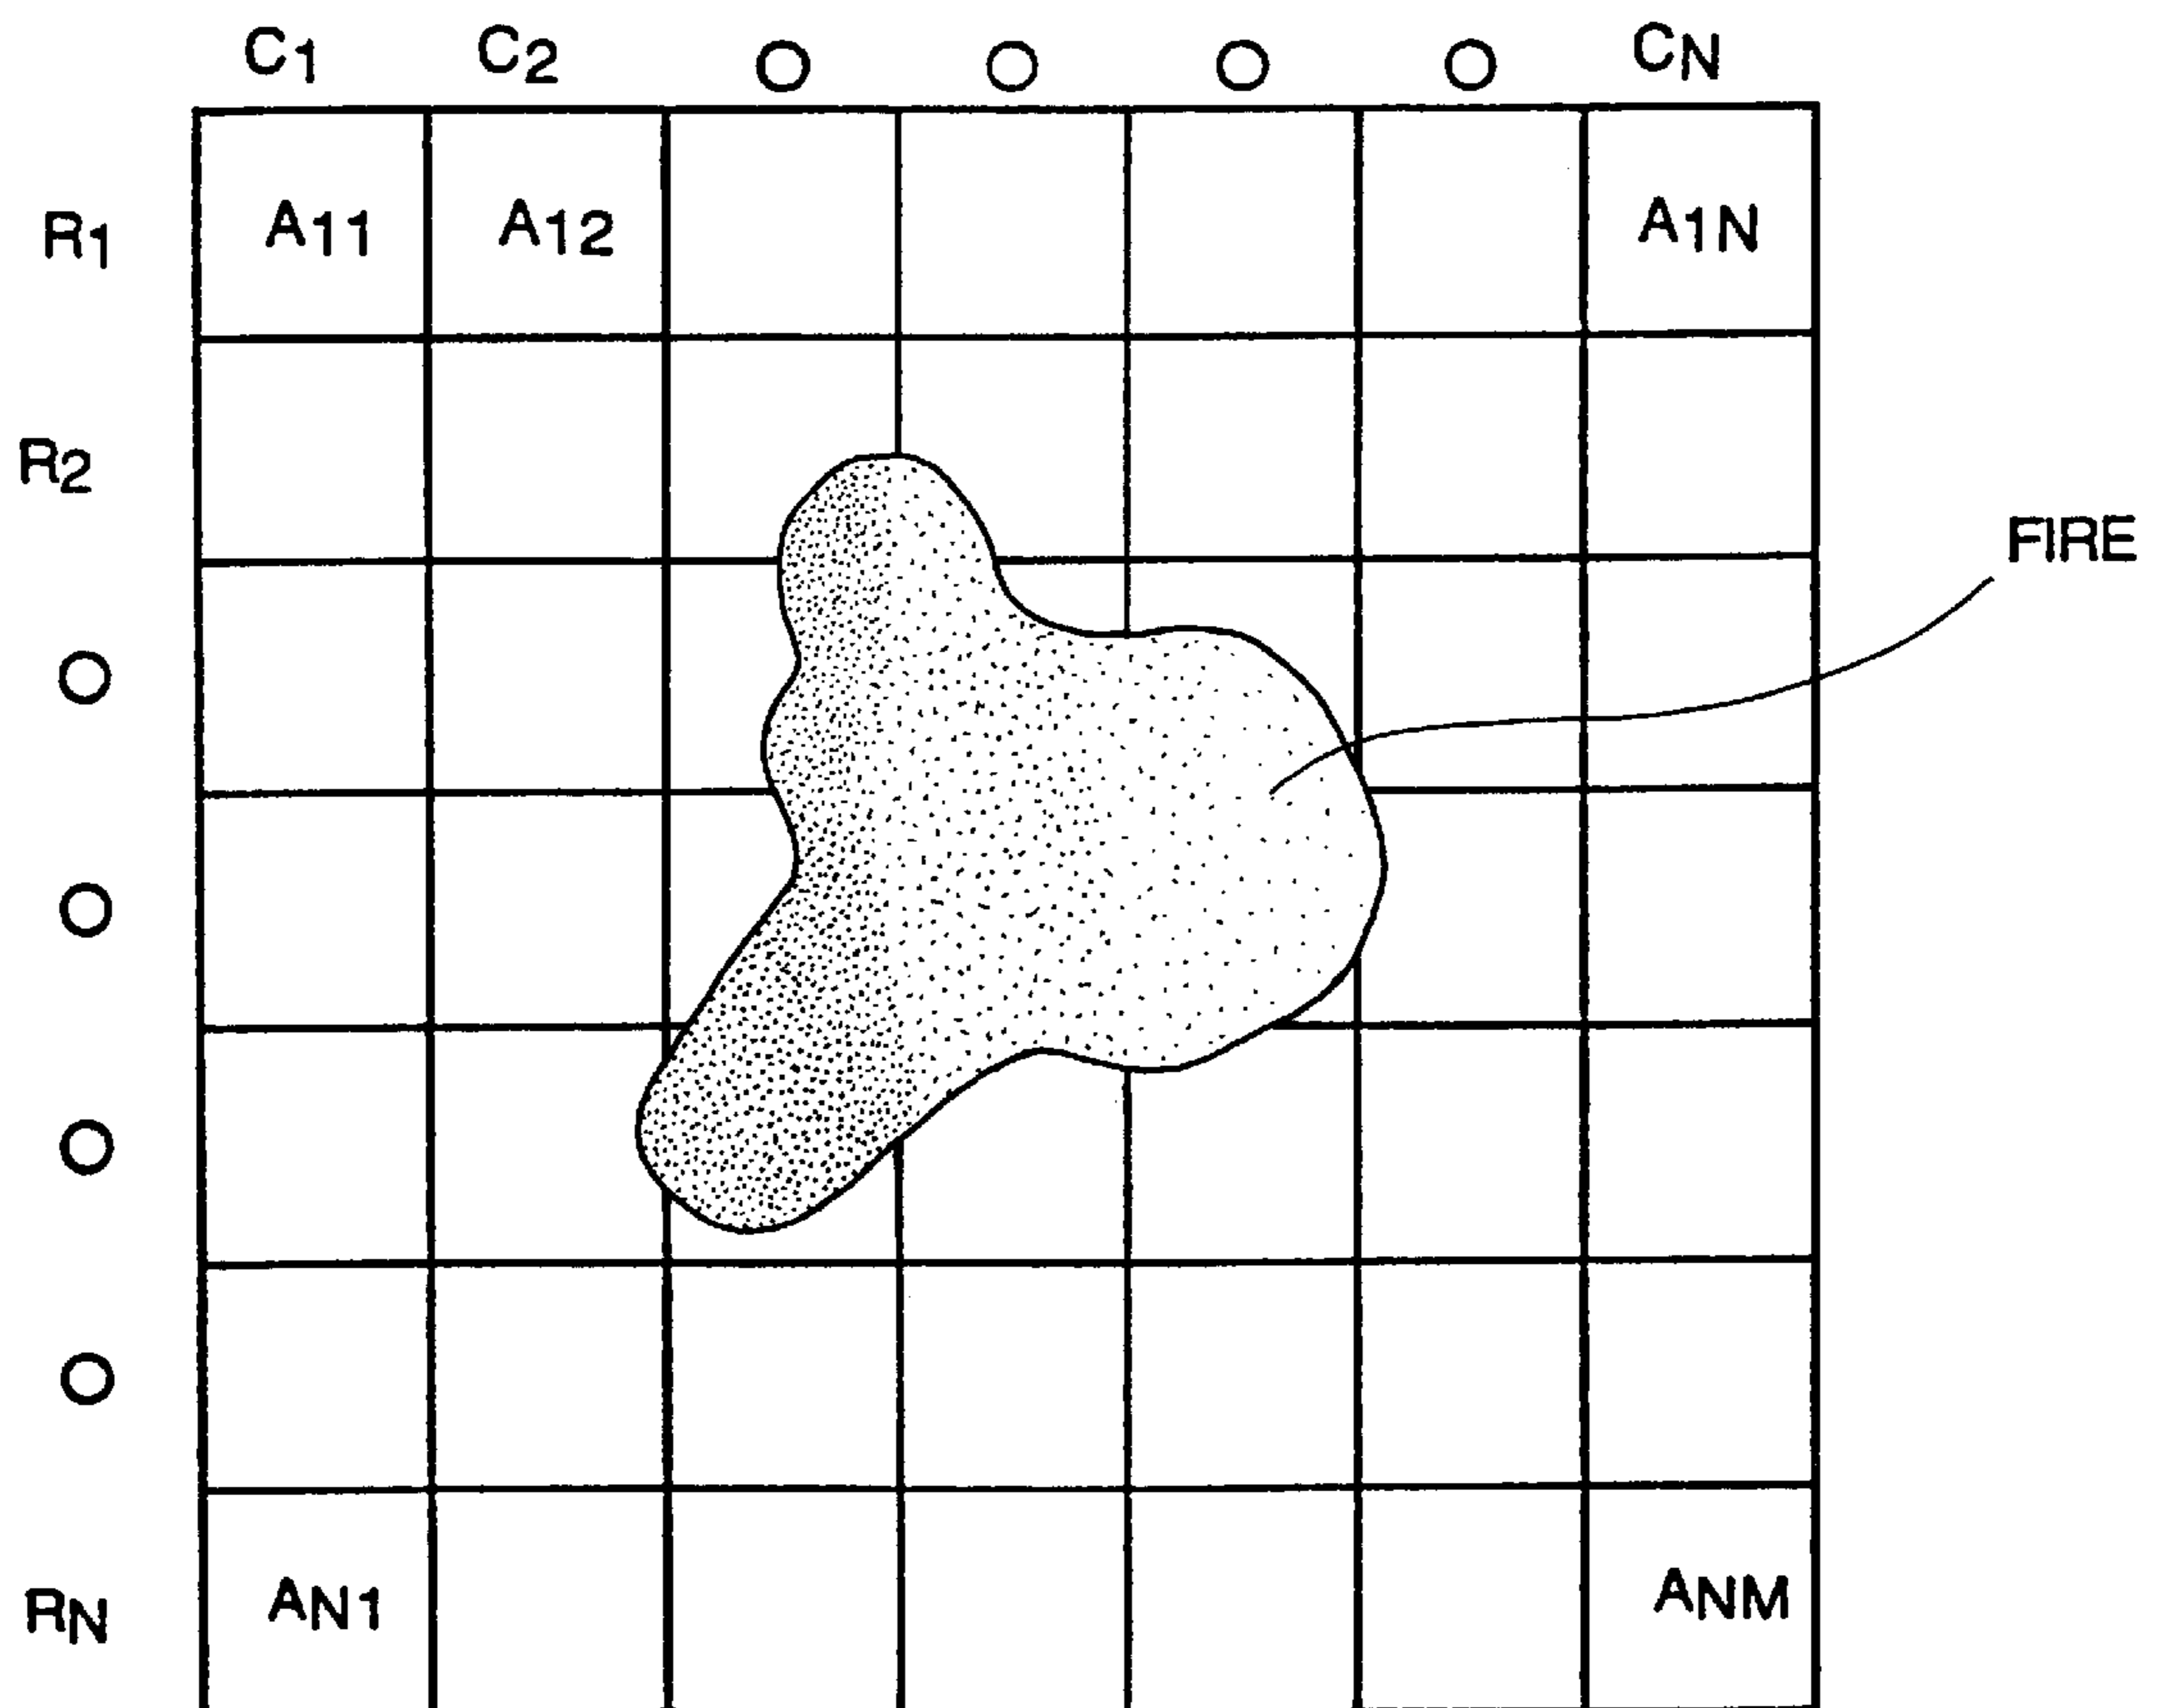 C1 C2 O O O O CN
R1 A11 A12 A1N
R2
FIRE
O
O
O
O
RN AN1 ANM